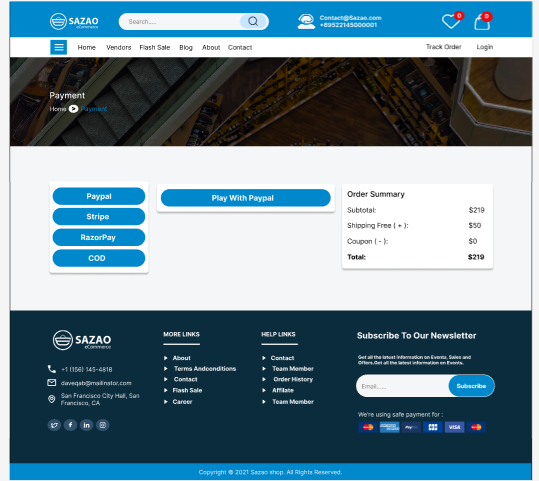 SAZAO
eCommerce
Search......
Contact@Sazao.com
+89522145000001
0
0
Home Vendors Flash Sale Blog About Contact
Track Order Login
Payment
Home > Payment
Paypal
Stripe
RazorPay
COD
Play With Paypal
Order Summary
Subtotal: $219
Shipping Free ( + ): $50
Coupon ( - ): $0
Total: $219
SAZAO
eCommerce
+1 (156) 145-4816
daveqab@mailinator.com
San Francisco City Hall, San
Francisco, CA
MORE LINKS
About
Terms Andconditions
Contact
Flash Sale
Career
HELP LINKS
Contact
Team Member
Order History
Affilate
Team Member
Subscribe To Our Newsletter
Get all the latest information on Events, Sales and
Offers.Get all the latest information on Events.
Email......
Subscribe
We're using safe payment for :
PayPal
VISA
Copyright © 2021 Sazao shop. All Rights Reserved.